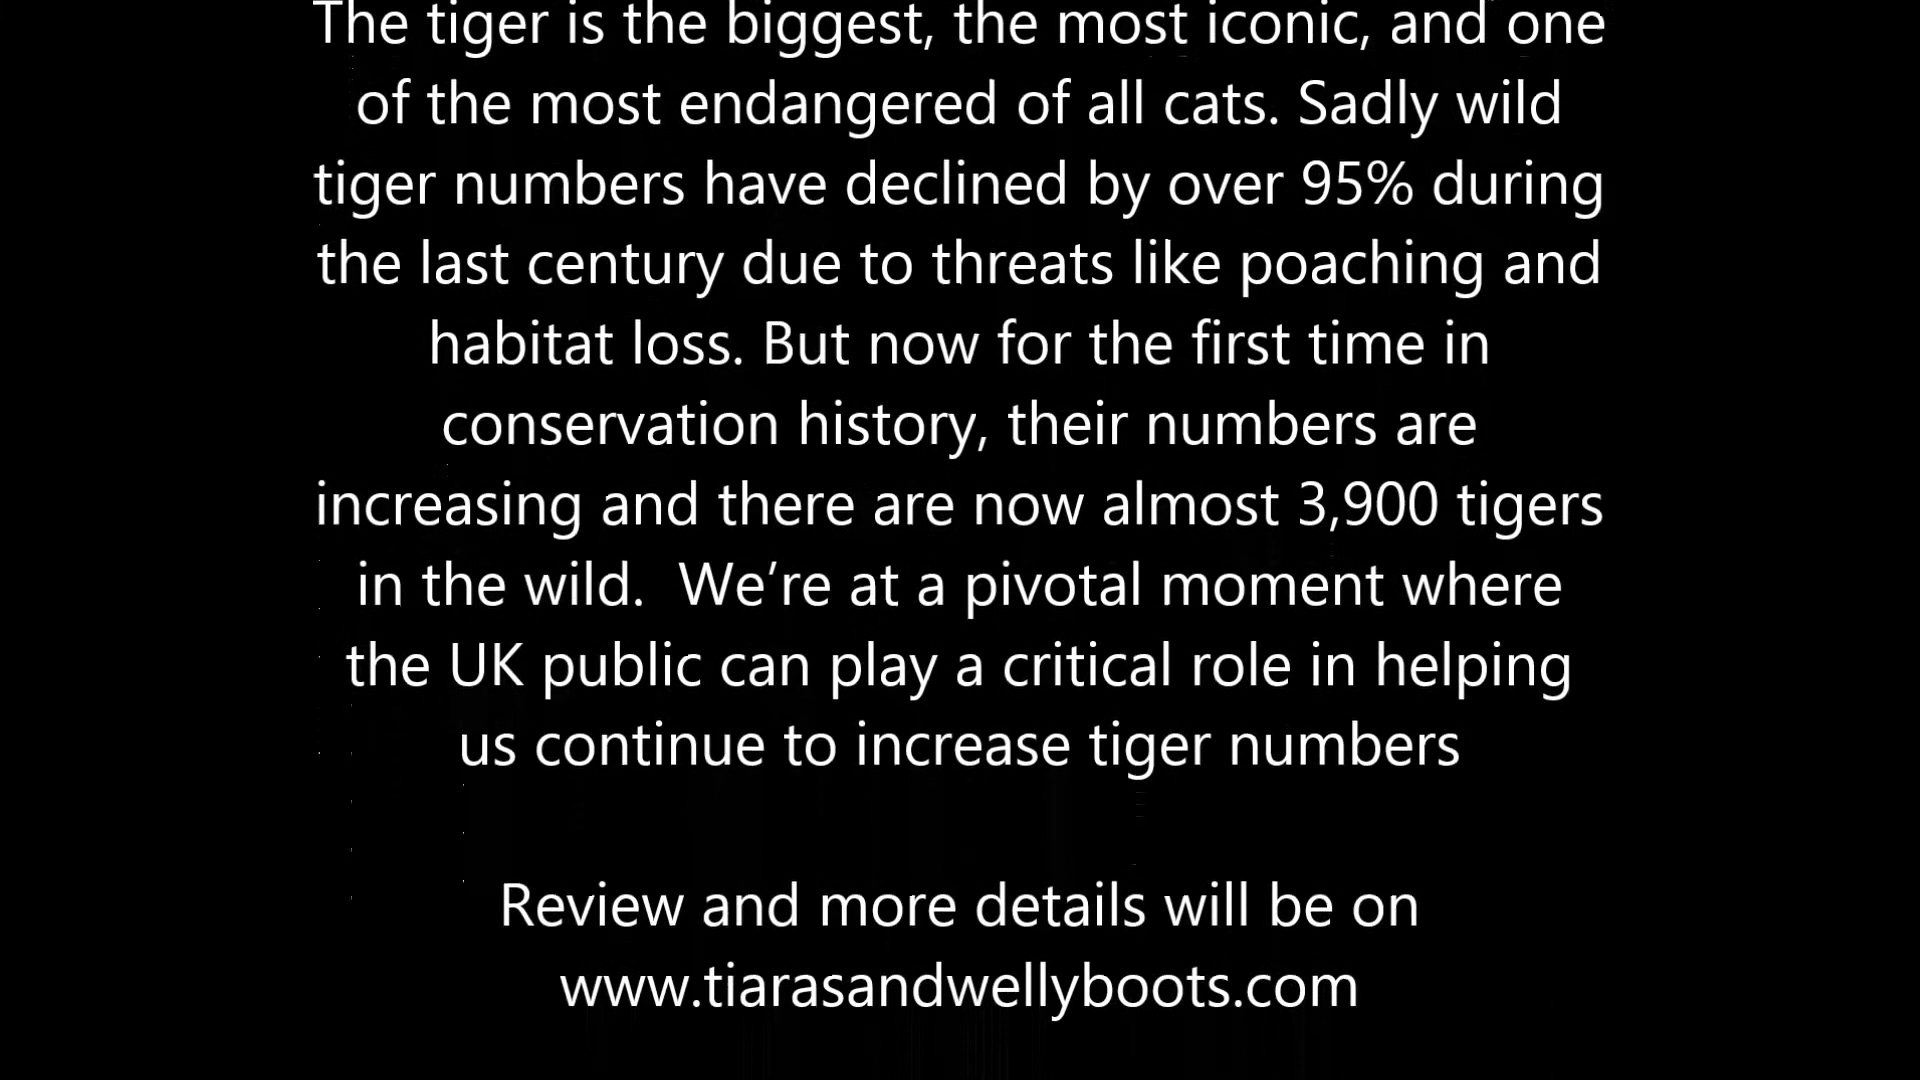 The tiger is the biggest, the most iconic, and one
of the most endangered of all cats. Sadly wild
tiger numbers have declined by over 95% during
the last century due to threats like poaching and
habitat loss. But now for the first time in
conservation history, their numbers are
increasing and there are now almost 3,900 tigers
in the wild.  We’re at a pivotal moment where
the UK public can play a critical role in helping
us continue to increase tiger numbers
Review and more details will be on
www.tiarasandwellyboots.com